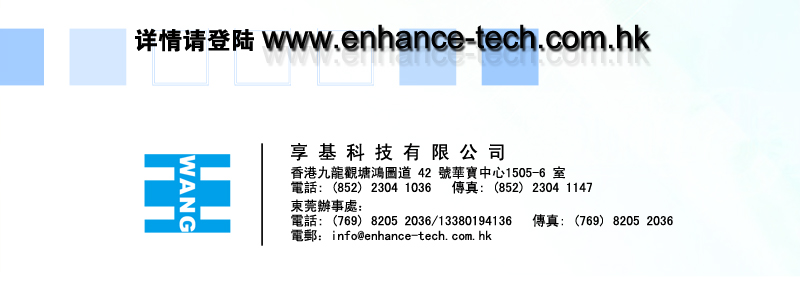 详情请登陆 www.enhance-tech.com.hk
WANG
享基科技有限公司
香港九龍觀塘鴻圖道 42 號華寶中心1505-6 室
電話: (852) 2304 1036 傳真: (852) 2304 1147
東莞辦事處:
電話: (769) 8205 2036/13380194136 傳真: (769) 8205 2036
電郵: info@enhance-tech.com.hk